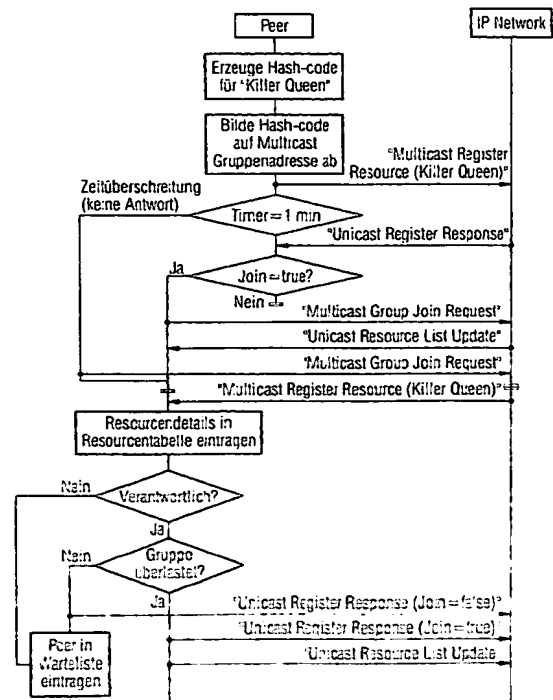 Peer
IP Network
Erzeuge Hash-code
für "Killer Queen"
Bilde Hash-code
auf Multicast
Gruppenadresse ab
"Multicast Register
Resource (Killer Queen)"
Zeitüberschreitung
(keine Antwort)
Timer = 1 min
"Unicast Register Response"
Ja
Join = true?
Nein
"Multicast Group Join Request"
"Unicast Resource List Update"
"Multicast Group Join Request"
"Multicast Register Resource (Killer Queen)"
Resourcendetails in
Resourcentabelle eintragen
Nein
Verantwortlich?
Ja
Nein
Gruppe
überlastet?
Ja
"Unicast Register Response (Join = false)"
"Unicast Register Response (Join = true)
"Unicast Resource List Update
Peer in
Warteliste
eintragen